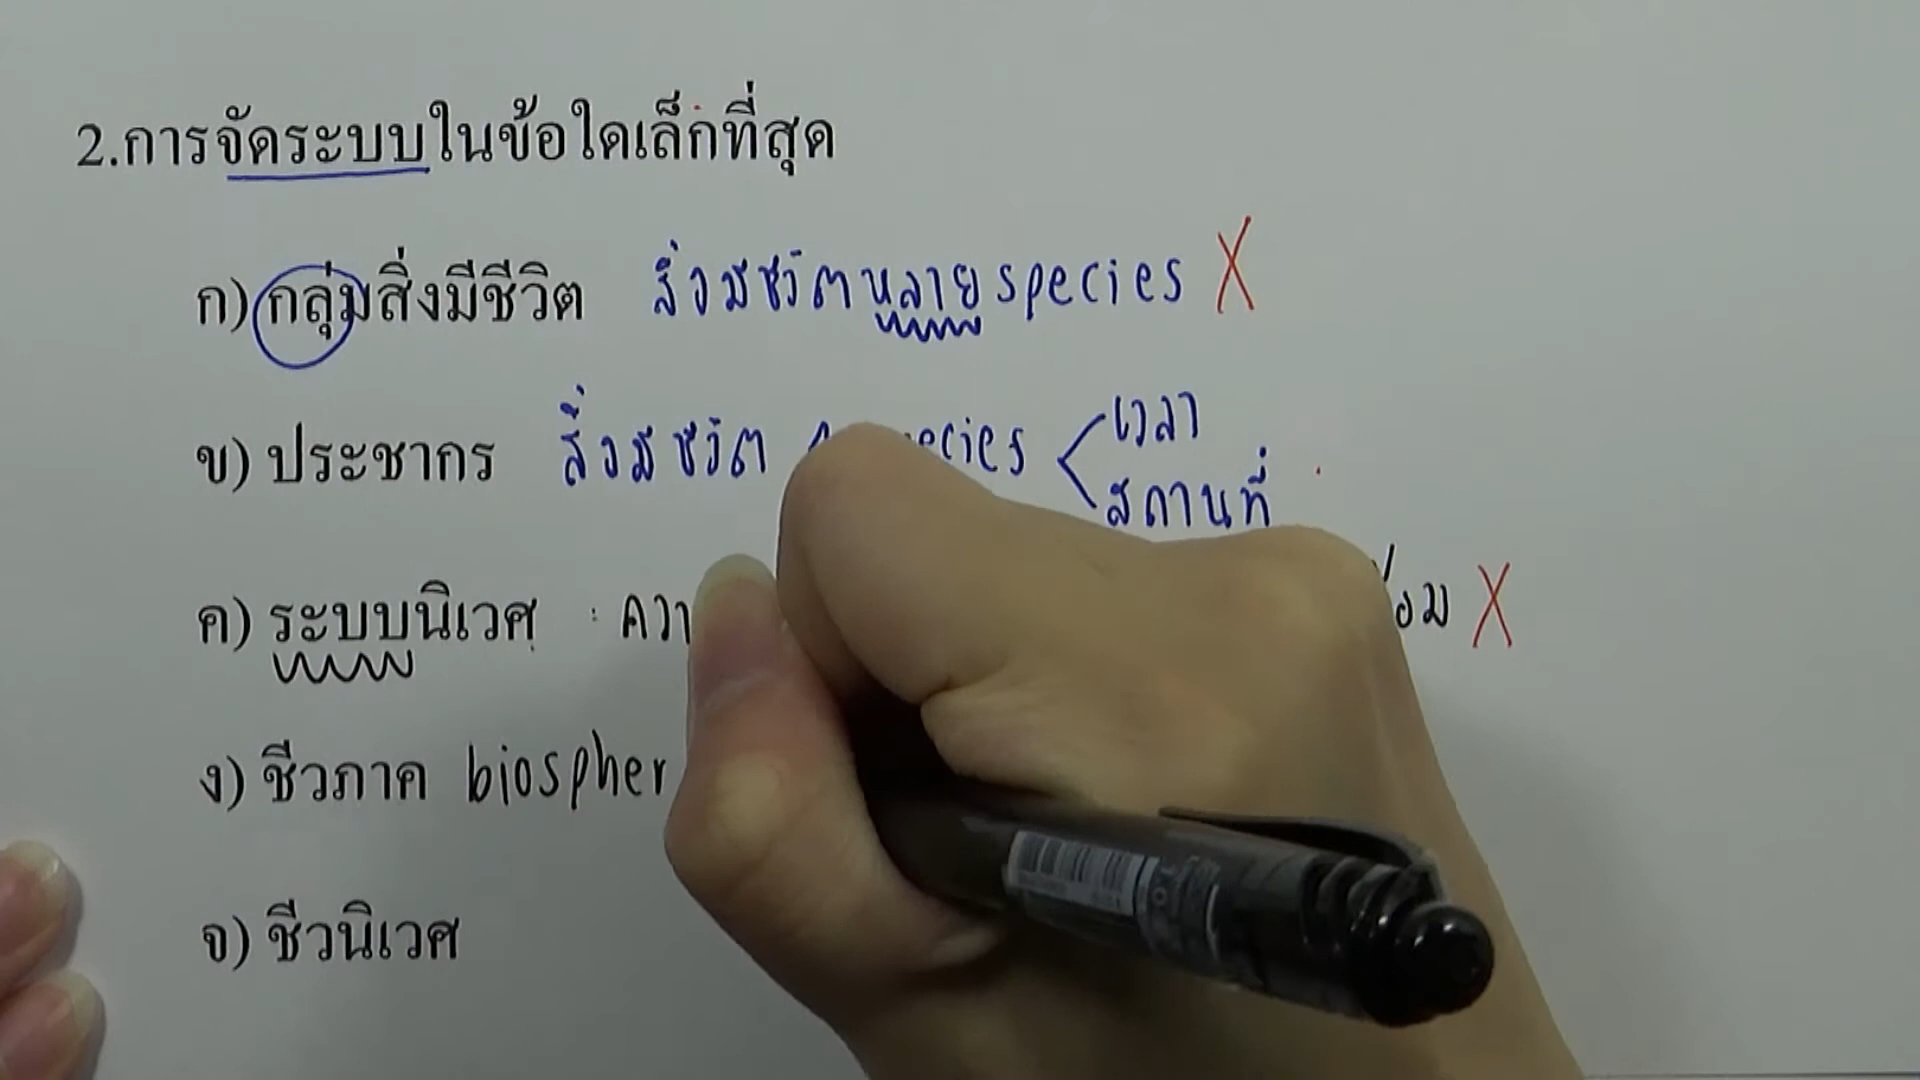 2.การจัดระบบในข้อใดเล็กที่สุด
ก) กลุ่มสิ่งมีชีวิต สิ่งมีชีวิตหลาย species X
ข) ประชากร สิ่งมีชีวิต ecies < เวลา
สถานที่
ค) ระบบนิเวศ : ควา ่อม X
ง) ชีวภาค biospher
จ) ชีวนิเวศ